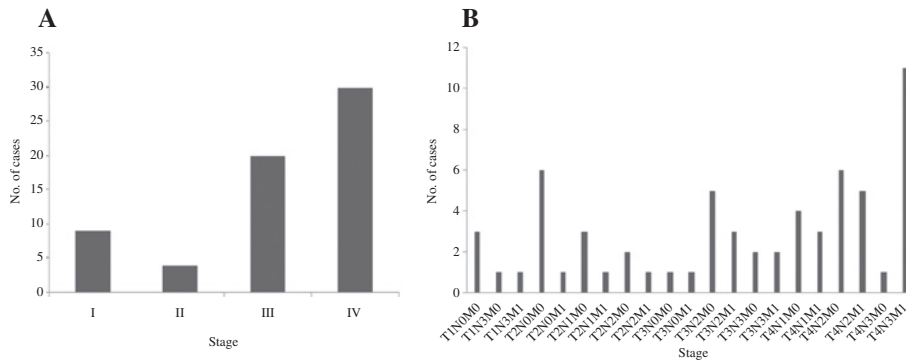 A
35
30
25
20
15
10
5
0
No. of cases
I II III IV
Stage
B
12
10
8
6
4
2
0
No. of cases
T1N0M0 T1N3M0 T1N3M1 T2N0M0 T2N0M1 T2N1M0 T2N1M1 T2N2M0 T2N2M1 T3N0M0 T3N0M1 T3N2M0 T3N2M1 T3N3M0 T3N3M1 T4N1M0 T4N1M1 T4N2M0 T4N2M1 T4N3M0 T4N3M1
Stage